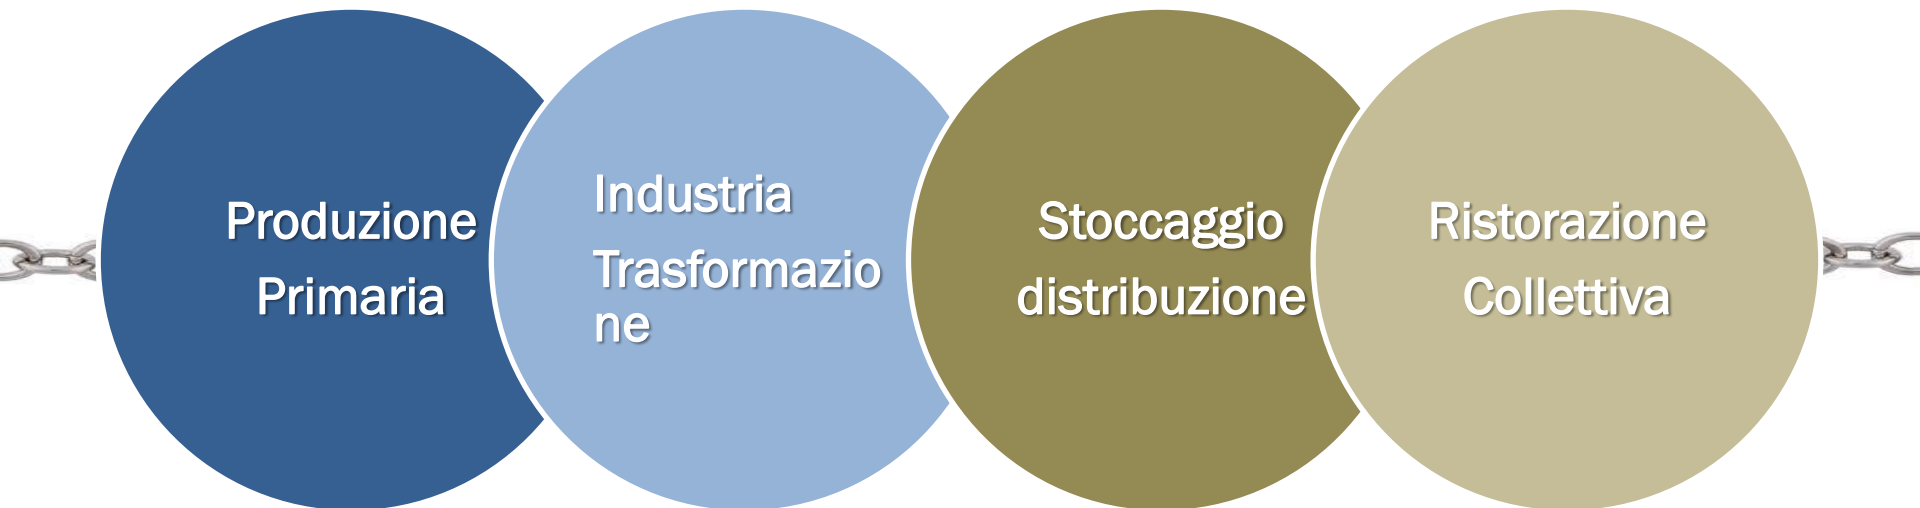 Produzione
Primaria
Industria
Trasformazio
ne
Stoccaggio
distribuzione
Ristorazione
Collettiva